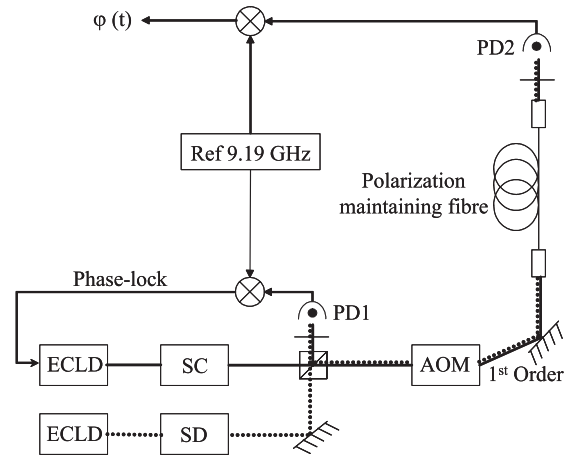 φ (t)
PD2
Ref 9.19 GHz
Polarization
maintaining fibre
Phase-lock
PD1
ECLD
SC
AOM
1st Order
ECLD
SD